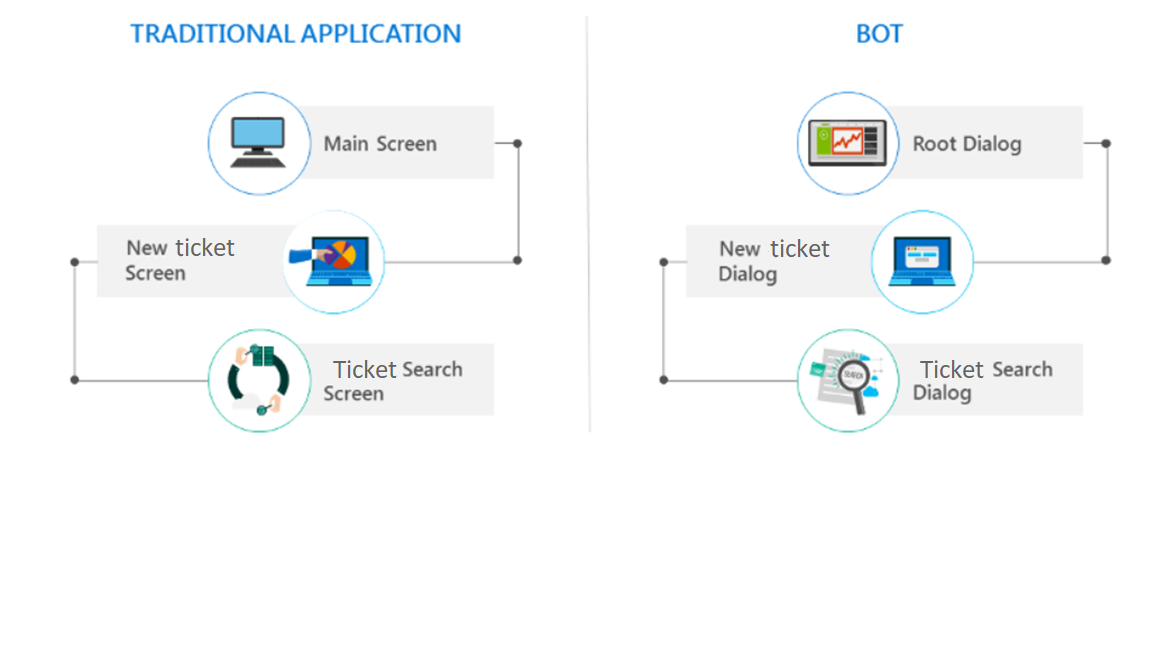 TRADITIONAL APPLICATION
Main Screen
New ticket
Screen
Ticket Search
Screen
BOT
Root Dialog
New ticket
Dialog
SEARCH
Ticket Search
Dialog